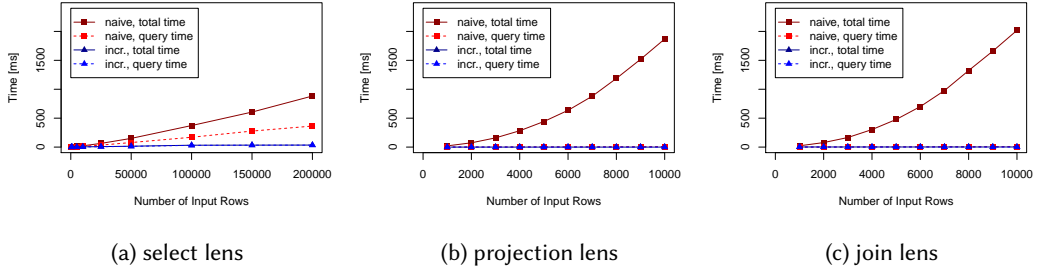 naive, total time
naive, query time
incr., total time
incr., query time
Time [ms]
0
500
1500
0
50000
100000
150000
200000
Number of Input Rows
(a) select lens
naive, total time
naive, query time
incr., total time
incr., query time
Time [ms]
0
500
1500
0
2000
4000
6000
8000
10000
Number of Input Rows
(b) projection lens
naive, total time
naive, query time
incr., total time
incr., query time
Time [ms]
0
500
1500
0
2000
4000
6000
8000
10000
Number of Input Rows
(c) join lens